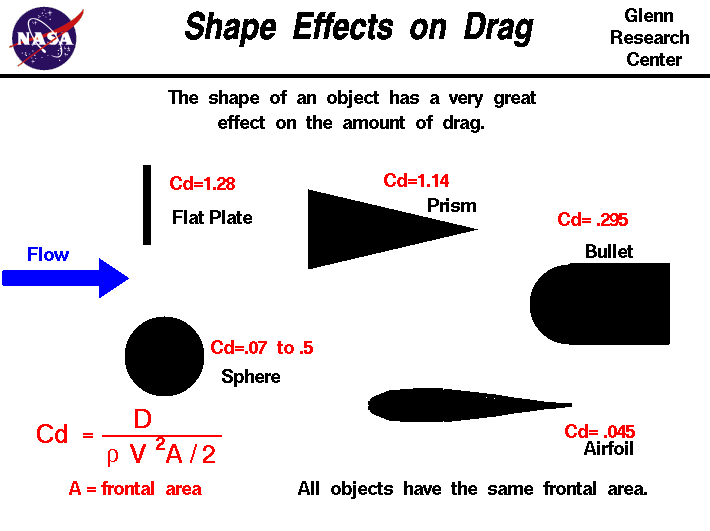 NASA
Shape Effects on Drag
Glenn
Research
Center
The shape of an object has a very great
effect on the amount of drag.
Cd=1.28
Flat Plate
Cd=1.14
Prism
Cd= .295
Bullet
Flow
Cd=.07 to .5
Sphere
Cd= .045
Airfoil
Cd = D / ρ V ² A / 2
A = frontal area
All objects have the same frontal area.